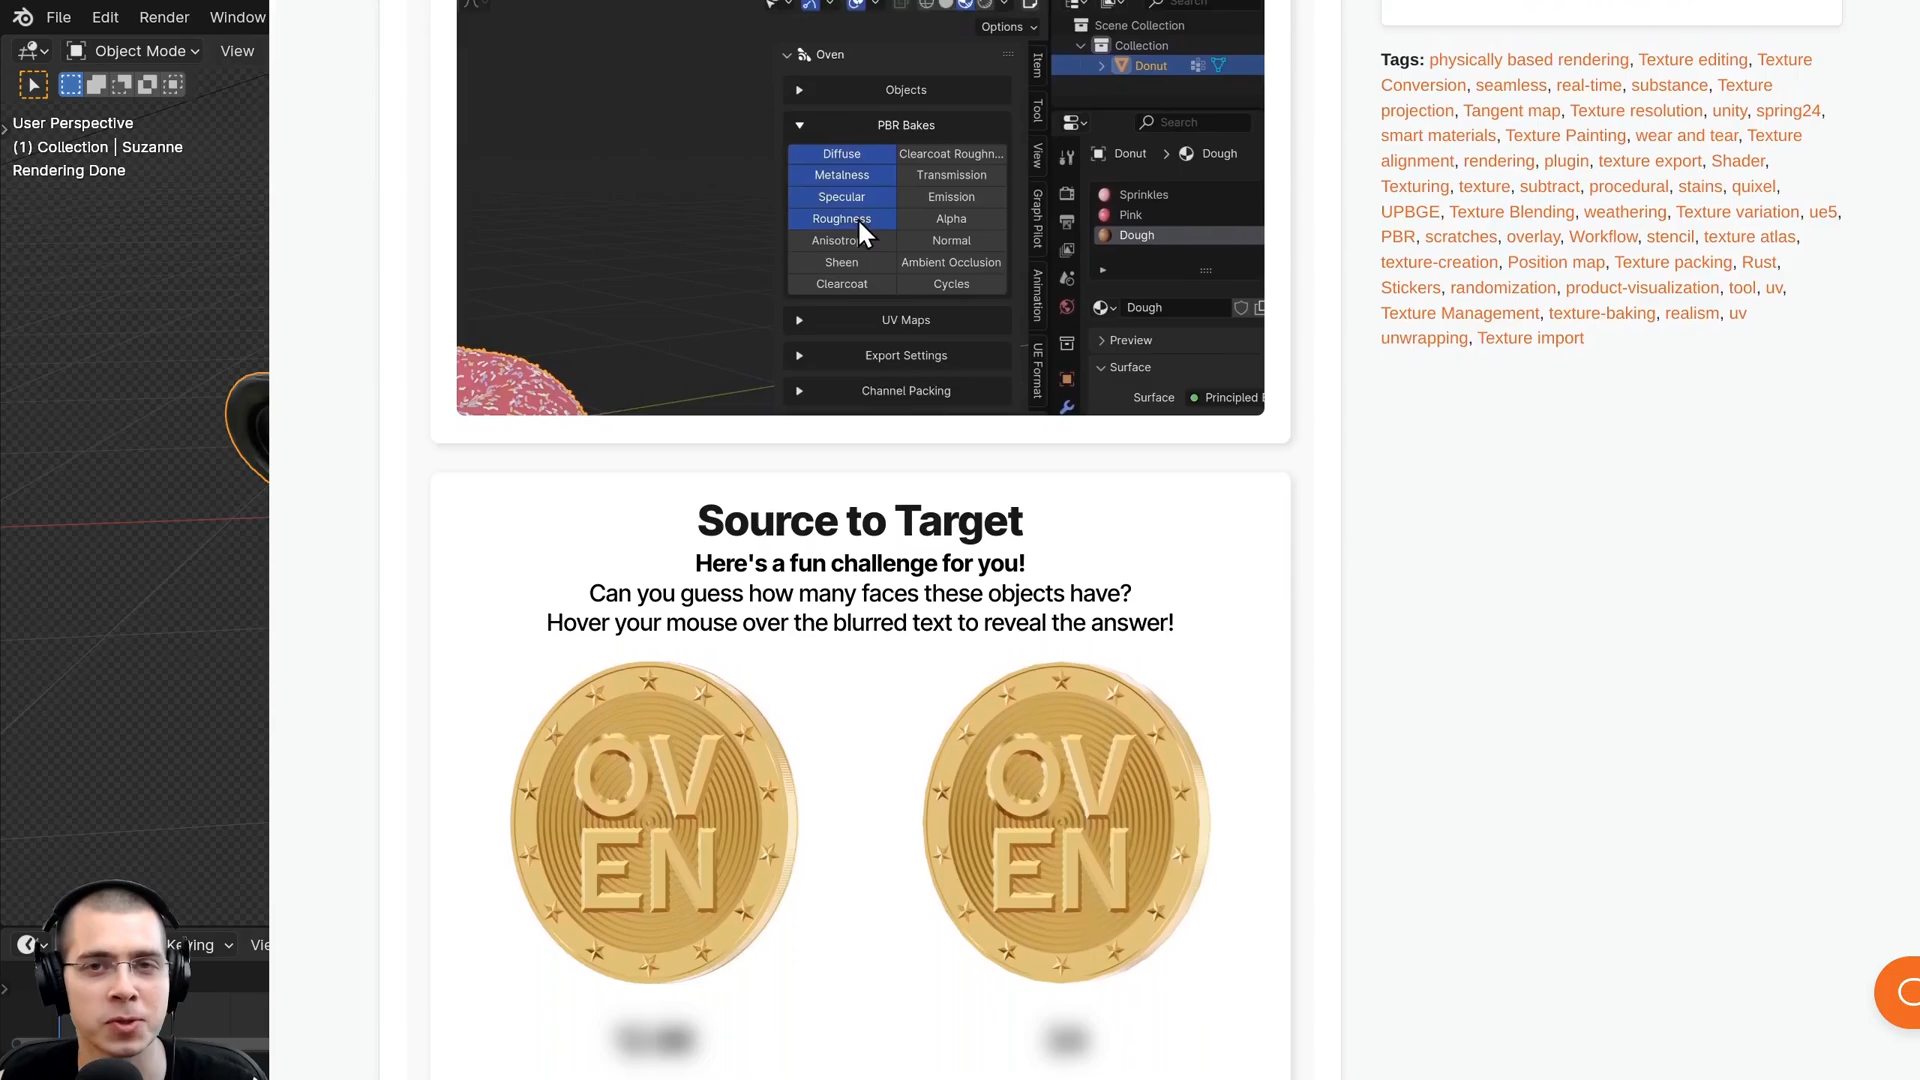 File Edit Render Window
Object Mode View
User Perspective
(1) Collection | Suzanne
Rendering Done
Keying
Options
Oven
Objects
PBR Bakes
Diffuse Clearcoat Roughn...
Metalness Transmission
Specular Emission
Roughness Alpha
Normal
Sheen Ambient Occlusion
Clearcoat Cycles
UV Maps
Export Settings
Channel Packing
Item
Tool
View
Graph Pilot
Animation
UE Format
Search
Scene Collection
Collection
Donut
Search
Donut > Dough
Sprinkles
Pink
Dough
Dough
Preview
Surface
Surface Principled
Source to Target
Here's a fun challenge for you!
Can you guess how many faces these objects have?
Hover your mouse over the blurred text to reveal the answer!
OV
EN
OV
EN
Tags: physically based rendering, Texture editing, Texture
Conversion, seamless, real-time, substance, Texture
projection, Tangent map, Texture resolution, unity, spring24,
smart materials, Texture Painting, wear and tear, Texture
alignment, rendering, plugin, texture export, Shader,
Texturing, texture, subtract, procedural, stains, quixel,
UPBGE, Texture Blending, weathering, Texture variation, ue5,
PBR, scratches, overlay, Workflow, stencil, texture atlas,
texture-creation, Position map, Texture packing, Rust,
Stickers, randomization, product-visualization, tool, uv,
Texture Management, texture-baking, realism, uv
unwrapping, Texture import